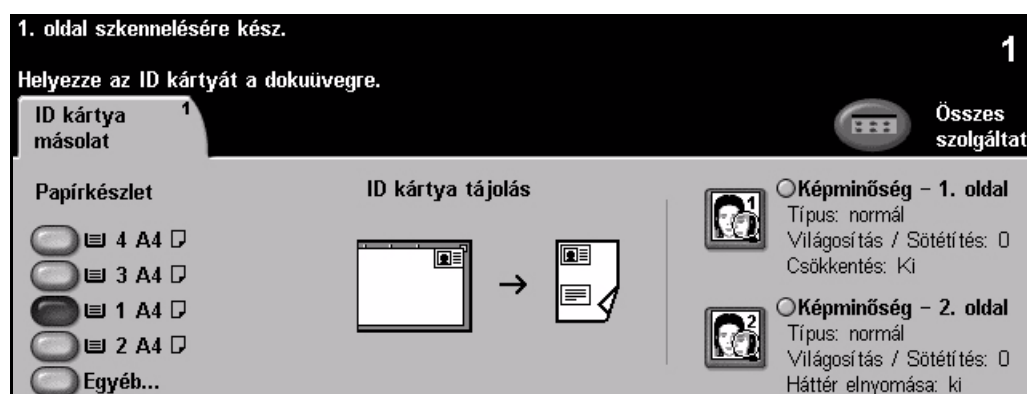 1. oldal szkennelésére kész.
1
Helyezze az ID kártyát a dokuüvegre.
ID kártya 1
másolat
Összes
szolgáltat
Papírkészlet
4 A4
3 A4
1 A4
2 A4
Egyéb...
ID kártya tájolás
1
Képminőség - 1. oldal
Típus: normál
Világosítás / Sötétítés: 0
Csökkentés: Ki
2
Képminőség - 2. oldal
Típus: normál
Világosítás / Sötétítés: 0
Háttér elnyomása: ki